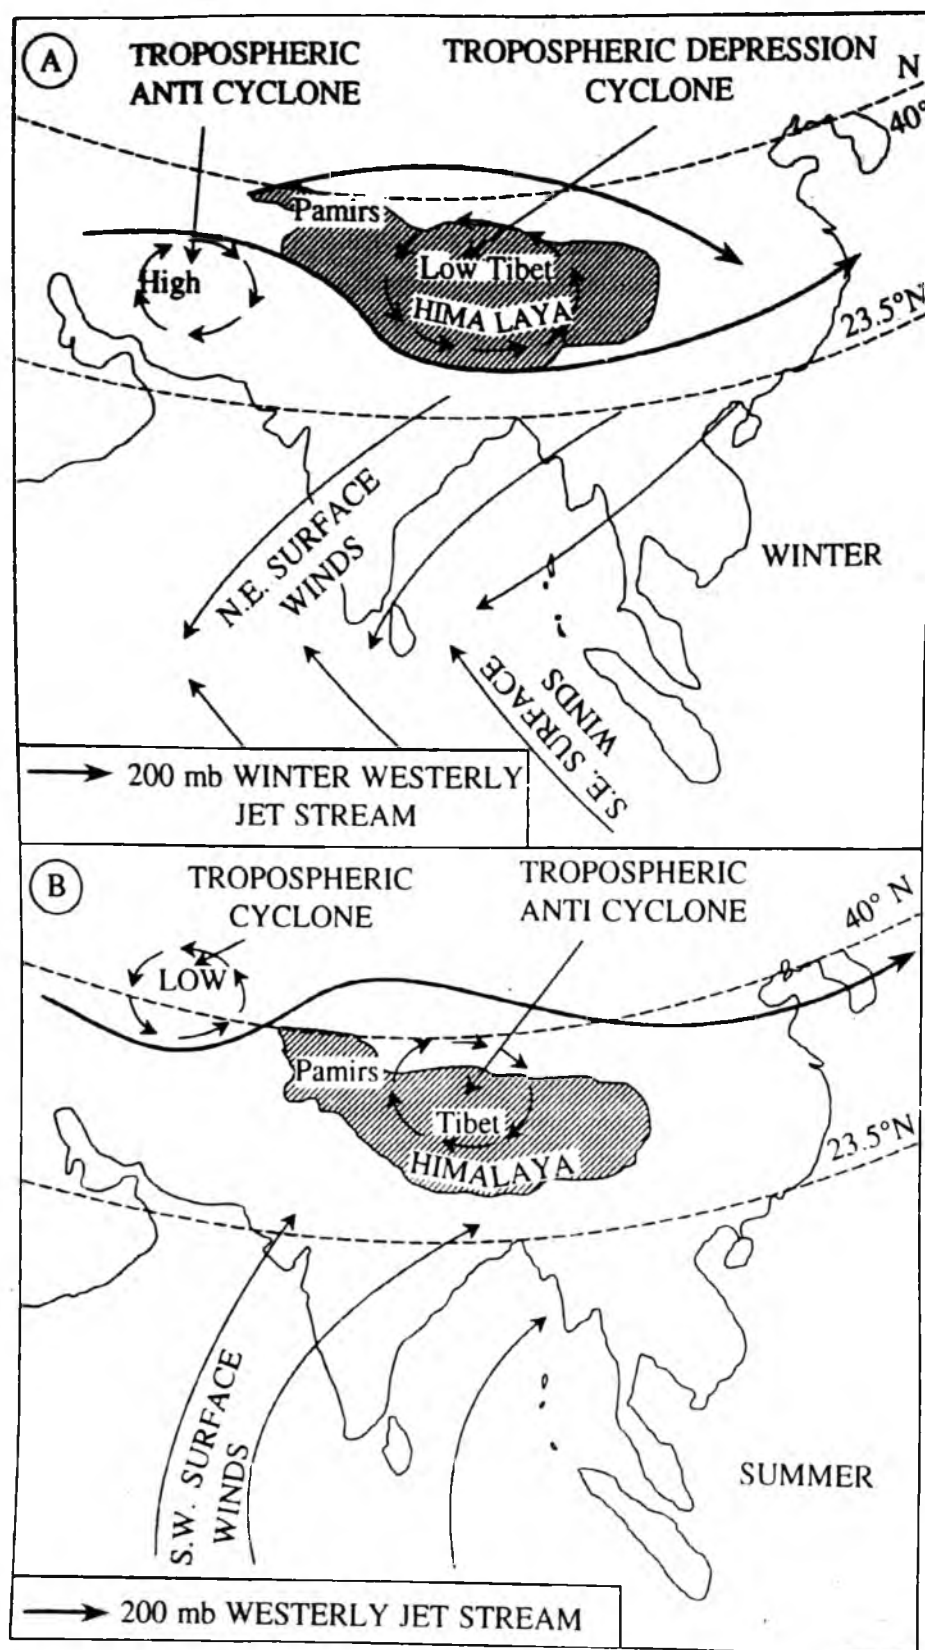 A
TROPOSPHERIC
ANTI CYCLONE
TROPOSPHERIC DEPRESSION
CYCLONE
N
40°
Pamirs
High
Low Tibet
HIMA LAYA
23.5°N
N.E. SURFACE
WINDS
WINTER
S.E. SURFACE
WINDS
200 mb WINTER WESTERLY
JET STREAM
B
TROPOSPHERIC
CYCLONE
TROPOSPHERIC
ANTI CYCLONE
40° N
LOW
Pamirs
Tibet
HIMALAYA
23.5°N
S.W. SURFACE
WINDS
SUMMER
200 mb WESTERLY JET STREAM